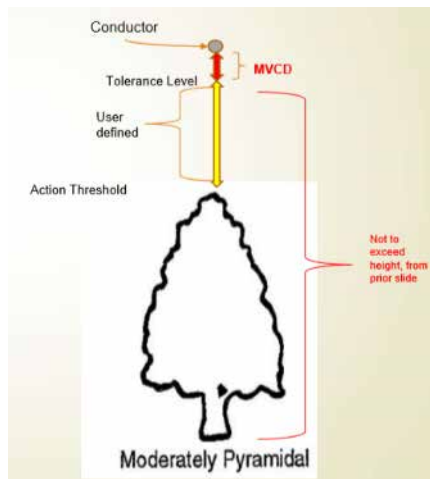 Conductor
MVCD
Tolerance Level
User
defined
Action Threshold
Not to
exceed
height, from
prior slide
Moderately Pyramidal